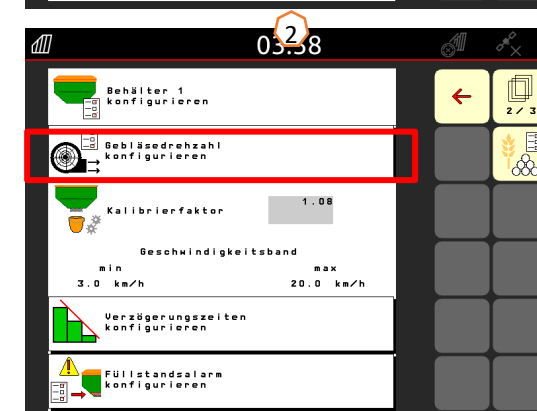 2
03:38
Behälter 1
konfigurieren
2 / 3
Gebläsedrehzahl
konfigurieren
Kalibrierfaktor
1.08
Geschwindigkeitsband
min max
3.0 km/h 20.0 km/h
Verzögerungszeiten
konfigurieren
Füllstandsalarm
konfigurieren